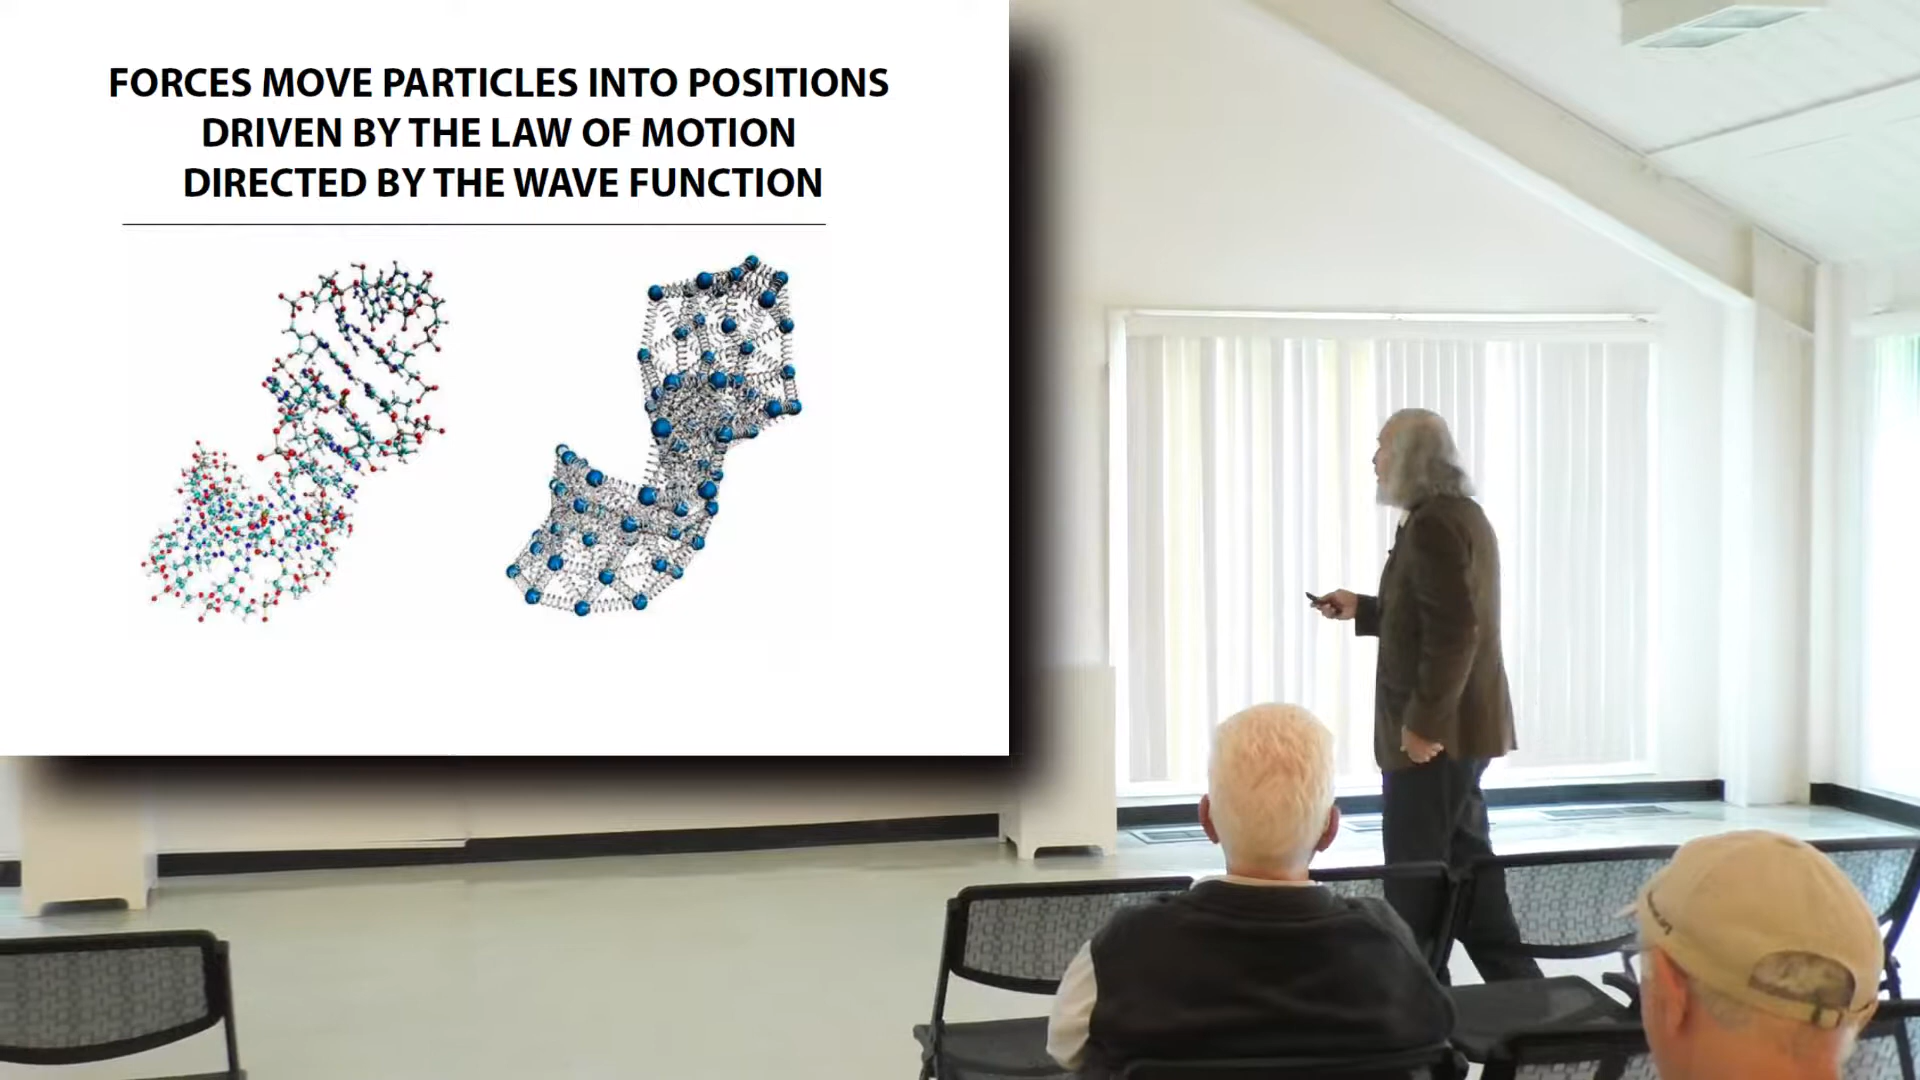 FORCES MOVE PARTICLES INTO POSITIONS
DRIVEN BY THE LAW OF MOTION
DIRECTED BY THE WAVE FUNCTION